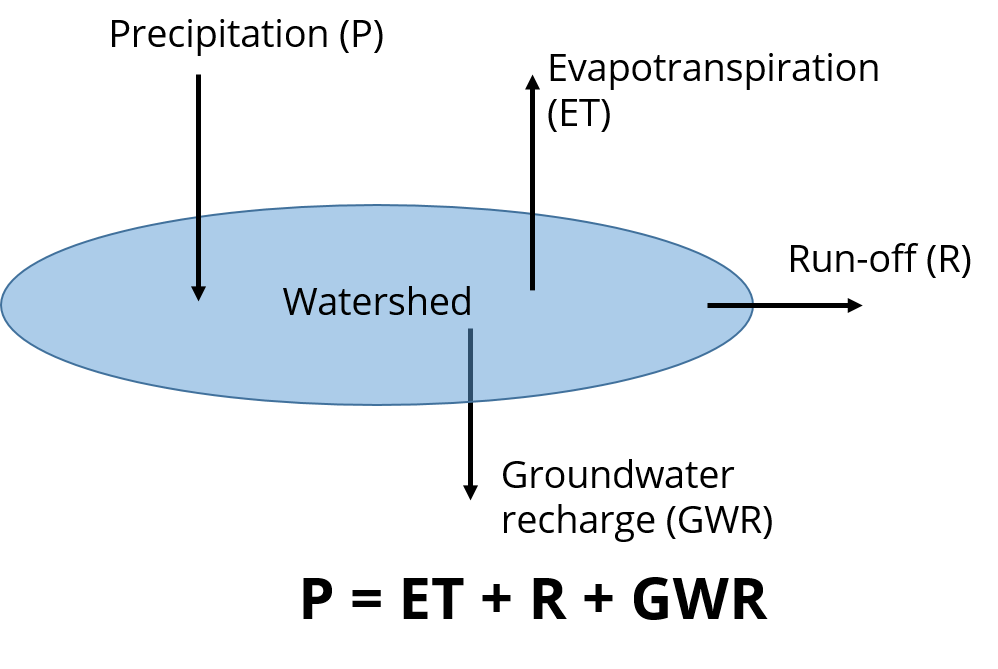 Precipitation (P)
Evapotranspiration
(ET)
Run-off (R)
Watershed
Groundwater
recharge (GWR)
P = ET + R + GWR